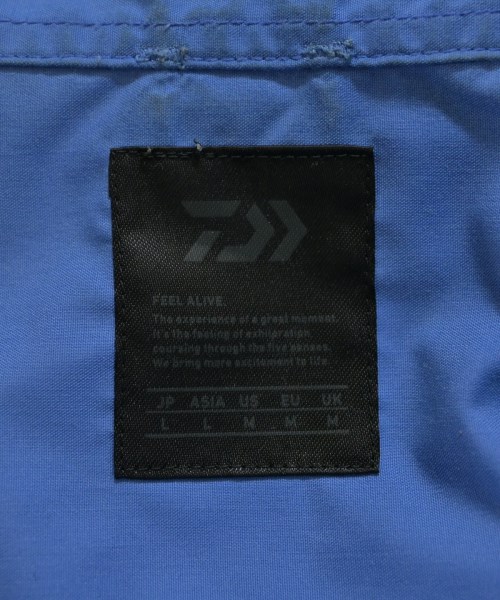 FEEL ALIVE.
The experience of a great moment.
It's the feeling of exhilaration
coursing through the five senses.
We bring more excitement to life.
JP ASIA US EU UK
L L M M M